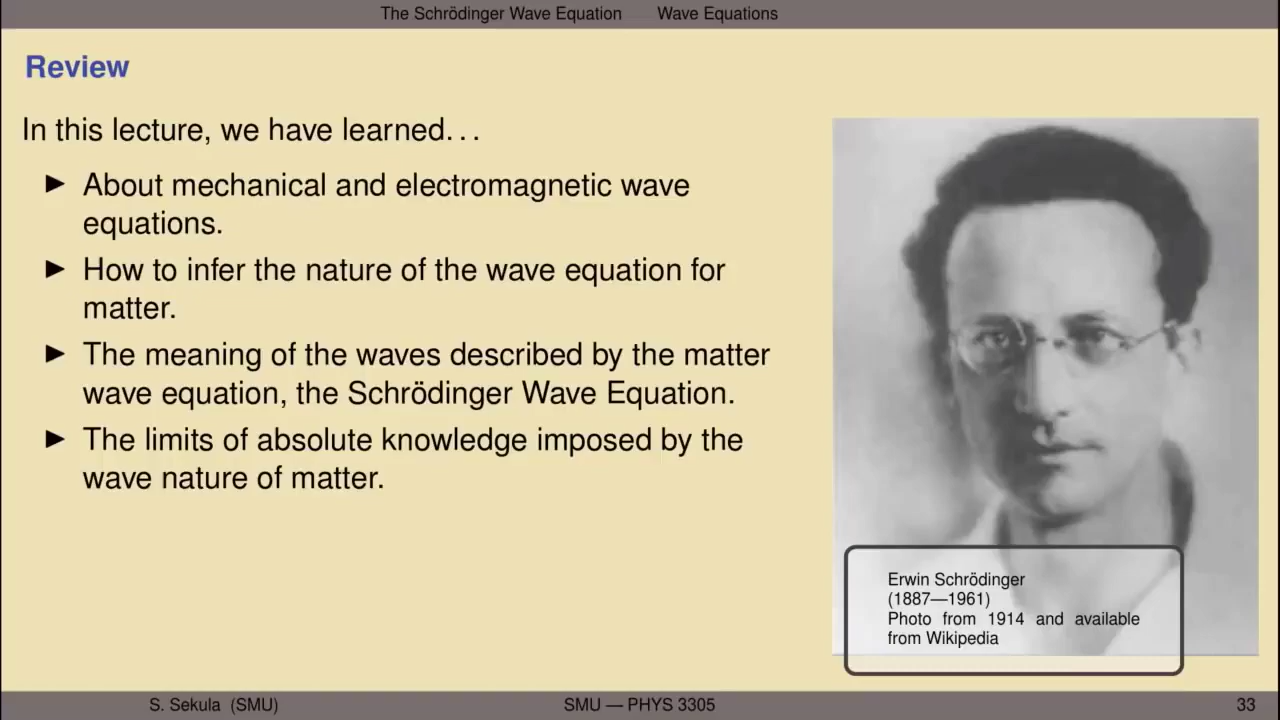 The Schrödinger Wave Equation Wave Equations
Review
In this lecture, we have learned...
► About mechanical and electromagnetic wave
equations.
► How to infer the nature of the wave equation for
matter.
► The meaning of the waves described by the matter
wave equation, the Schrödinger Wave Equation.
► The limits of absolute knowledge imposed by the
wave nature of matter.
Erwin Schrödinger
(1887—1961)
Photo from 1914 and available
from Wikipedia
S. Sekula (SMU) SMU — PHYS 3305 33